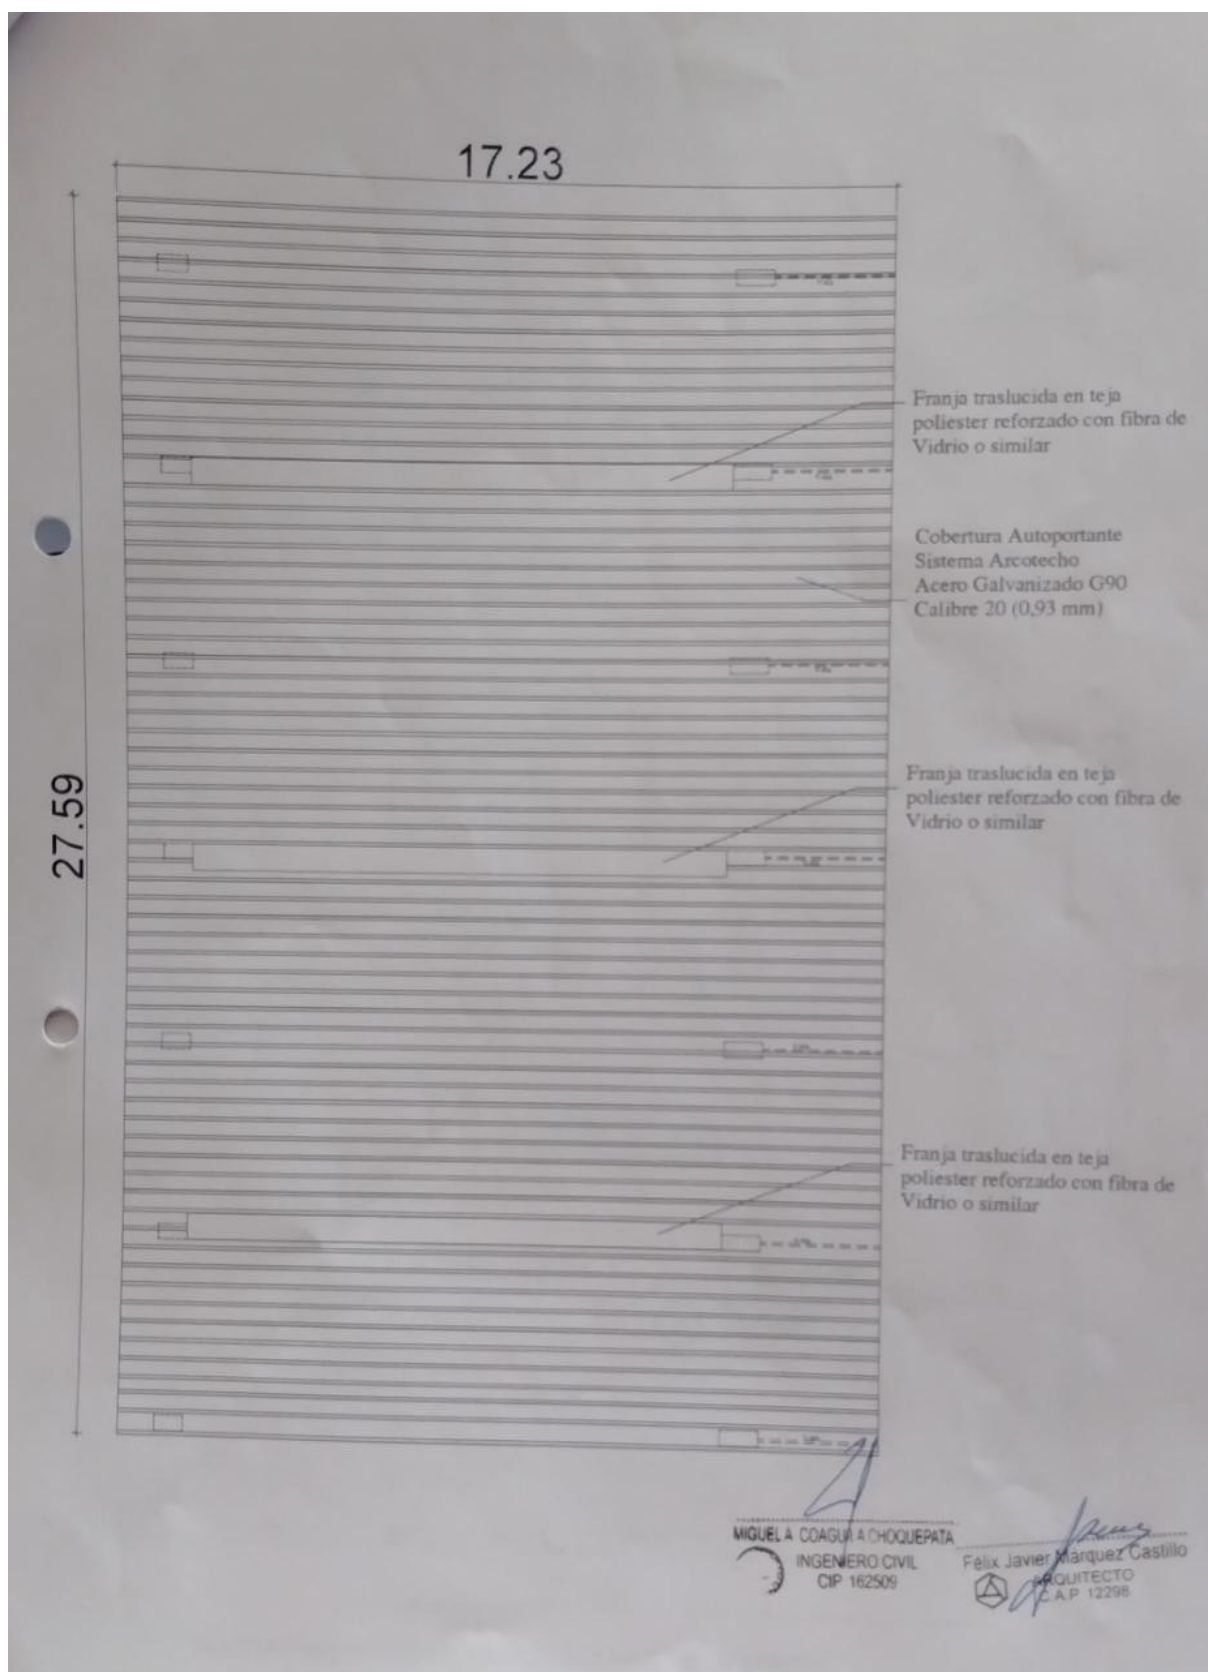 17.23
27.59
Franja traslucida en teja
poliester reforzado con fibra de
Vidrio o similar
Cobertura Autoportante
Sistema Arcotecho
Acero Galvanizado G90
Calibre 20 (0,93 mm)
Franja traslucida en teja
poliester reforzado con fibra de
Vidrio o similar
Franja traslucida en teja
poliester reforzado con fibra de
Vidrio o similar
MIGUEL A COAGUILA CHOQUEPATA
INGENIERO CIVIL
CIP 162509
Félix Javier Márquez Castillo
ARQUITECTO
C.A.P 12298